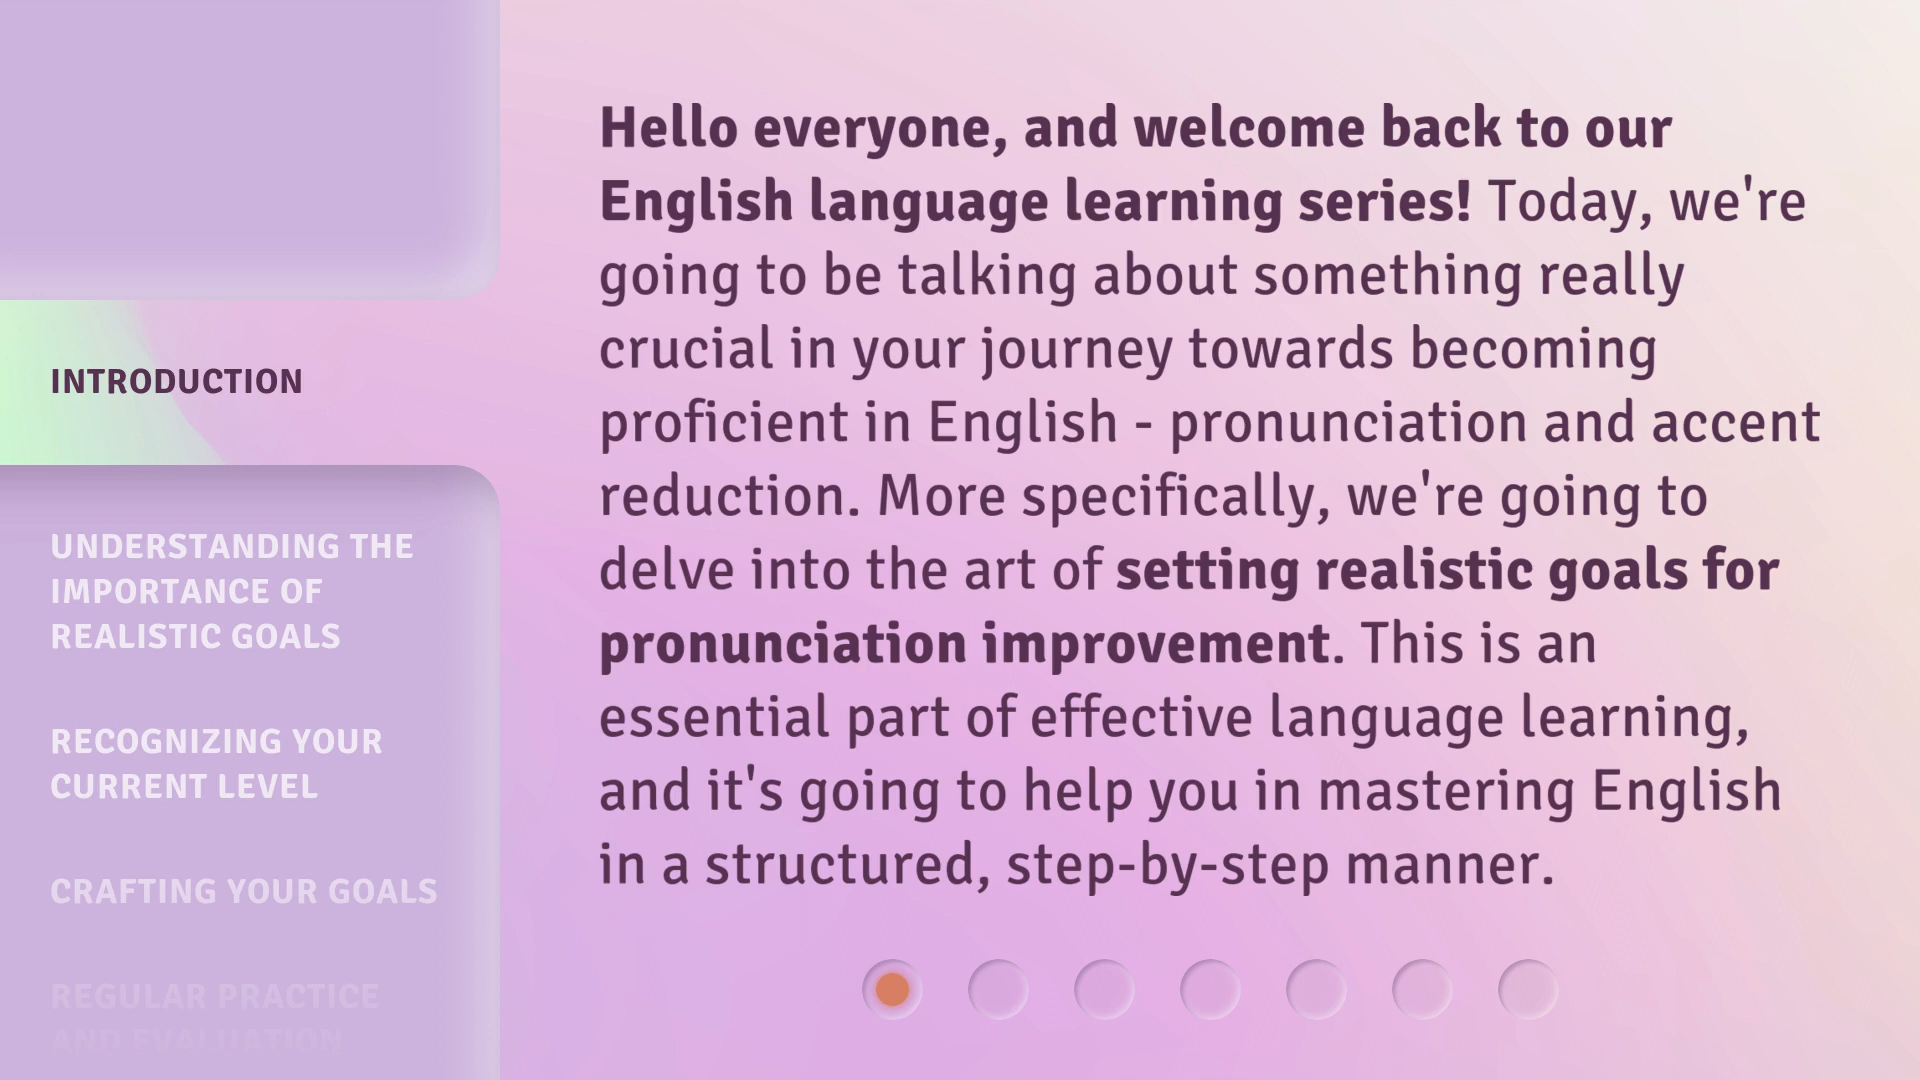 INTRODUCTION
UNDERSTANDING THE
IMPORTANCE OF
REALISTIC GOALS
RECOGNIZING YOUR
CURRENT LEVEL
CRAFTING YOUR GOALS
REGULAR PRACTICE
AND EVALUATION
Hello everyone, and welcome back to our
English language learning series! Today, we're
going to be talking about something really
crucial in your journey towards becoming
proficient in English - pronunciation and accent
reduction. More specifically, we're going to
delve into the art of setting realistic goals for
pronunciation improvement. This is an
essential part of effective language learning,
and it's going to help you in mastering English
in a structured, step-by-step manner.